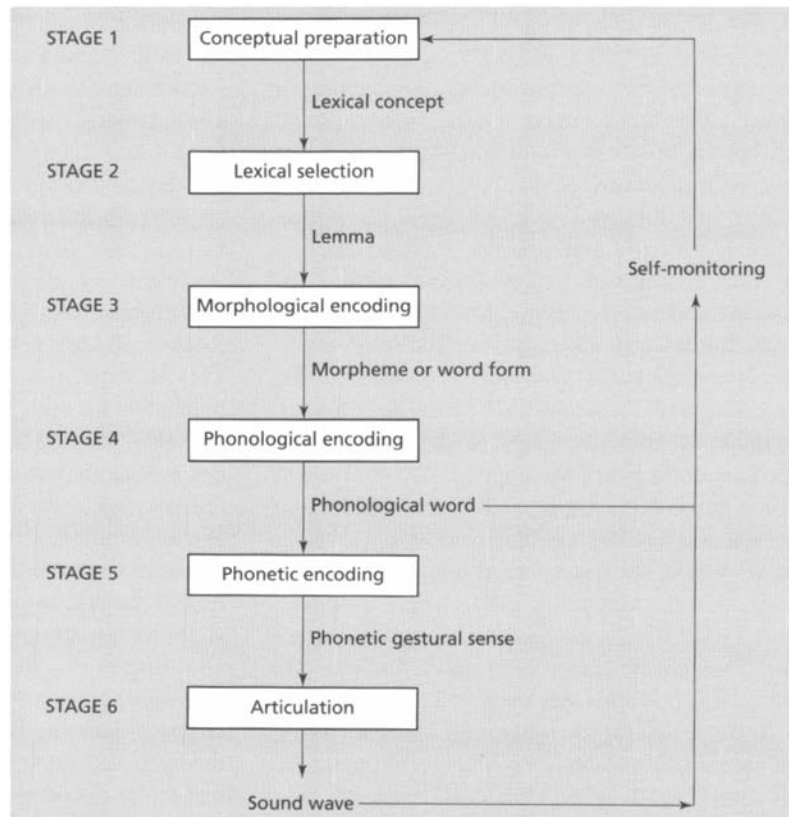 STAGE 1 Conceptual preparation
Lexical concept
STAGE 2 Lexical selection
Lemma
Self-monitoring
STAGE 3 Morphological encoding
Morpheme or word form
STAGE 4 Phonological encoding
Phonological word
STAGE 5 Phonetic encoding
Phonetic gestural sense
STAGE 6 Articulation
Sound wave